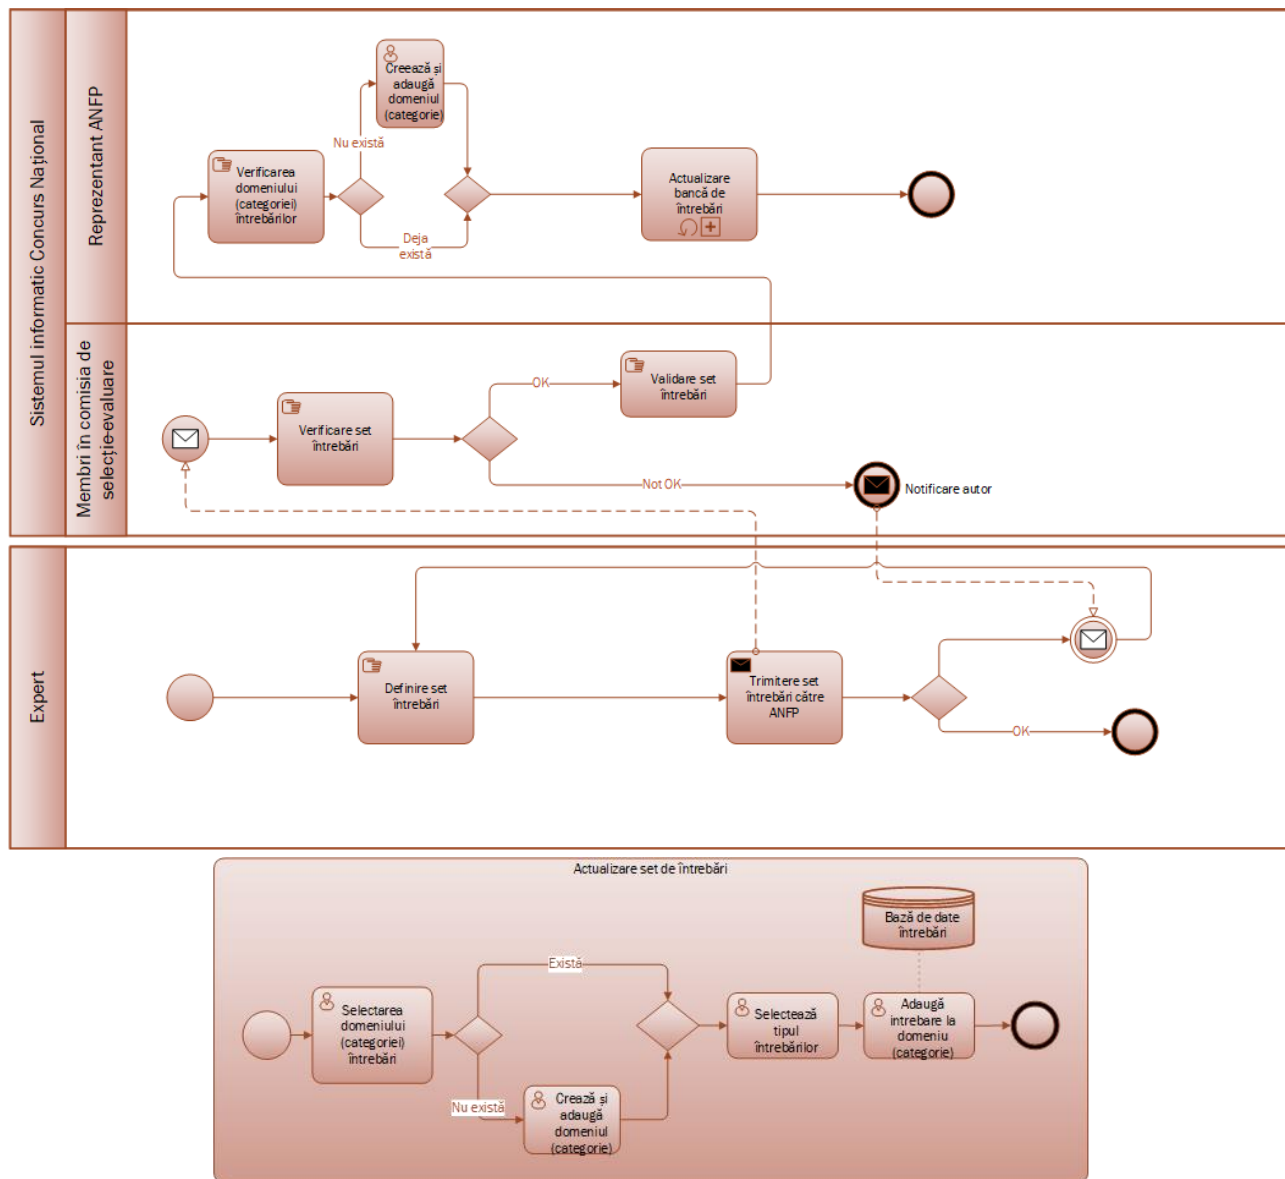 Sistemul informatic Concurs Național
Reprezentant ANFP
Creează și
adaugă
domeniul
(categorie)
Nu există
Verificarea
domeniului
(categoriei)
întrebărilor
Deja
există
Actualizare
bancă de
întrebări
Membri în comisia de
selecție-evaluare
Verificare set
întrebări
OK
Validare set
întrebări
Not OK
Notificare autor
Expert
Definire set
întrebări
Trimitere set
întrebări către
ANFP
OK
Actualizare set de întrebări
Bază de date
întrebări
Există
Selectarea
domeniului
(categoriei)
întrebări
Nu există
Crează și
adaugă
domeniul
(categorie)
Selectează
tipul
întrebărilor
Adaugă
intrebare la
domeniu
(categorie)